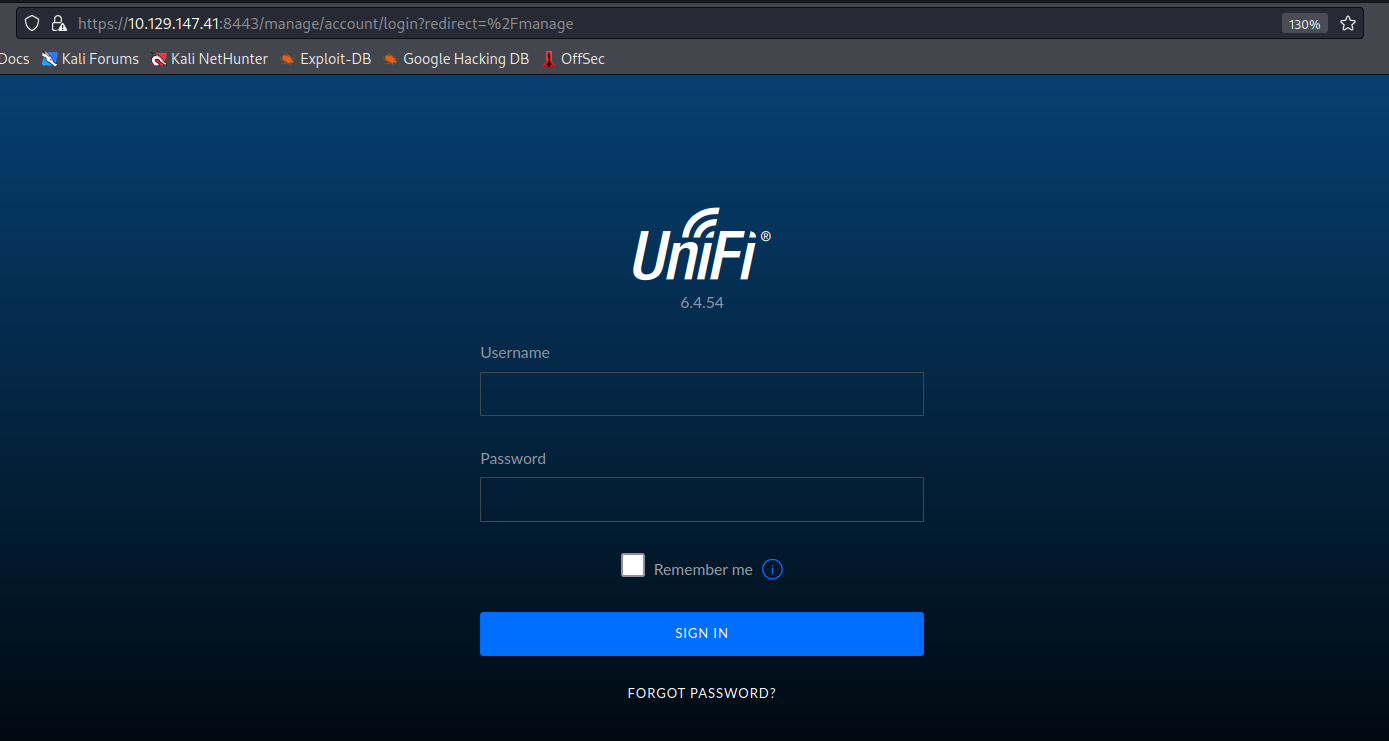 https://10.129.147.41:8443/manage/account/login?redirect=%2Fmanage 130%
Docs Kali Forums Kali NetHunter Exploit-DB Google Hacking DB OffSec
UniFi®
6.4.54
Username
Password
Remember me i
SIGN IN
FORGOT PASSWORD?